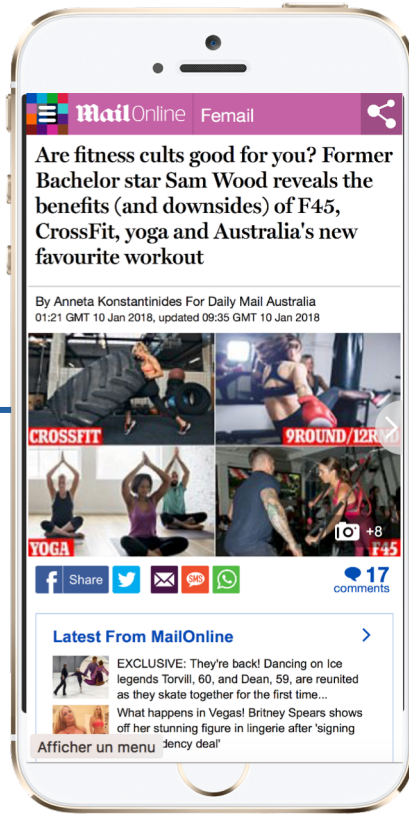 Mail Online Femail
Are fitness cults good for you? Former
Bachelor star Sam Wood reveals the
benefits (and downsides) of F45,
CrossFit, yoga and Australia's new
favourite workout
By Anneta Konstantinides For Daily Mail Australia
01:21 GMT 10 Jan 2018, updated 09:35 GMT 10 Jan 2018
CROSSFIT
9ROUND/12RND
YOGA
+8
F45
f Share
SMS
17
comments
Latest From MailOnline
EXCLUSIVE: They're back! Dancing on Ice
legends Torvill, 60, and Dean, 59, are reunited
as they skate together for the first time...
What happens in Vegas! Britney Spears shows
off her stunning figure in lingerie after 'signing
dency deal'
Afficher un menu